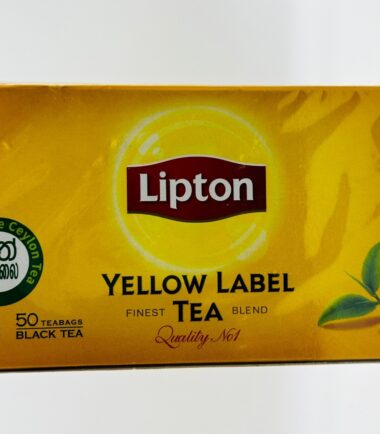 Ceylon Tea
Lipton
YELLOW LABEL
FINEST TEA BLEND
Quality No1
50 TEABAGS
BLACK TEA